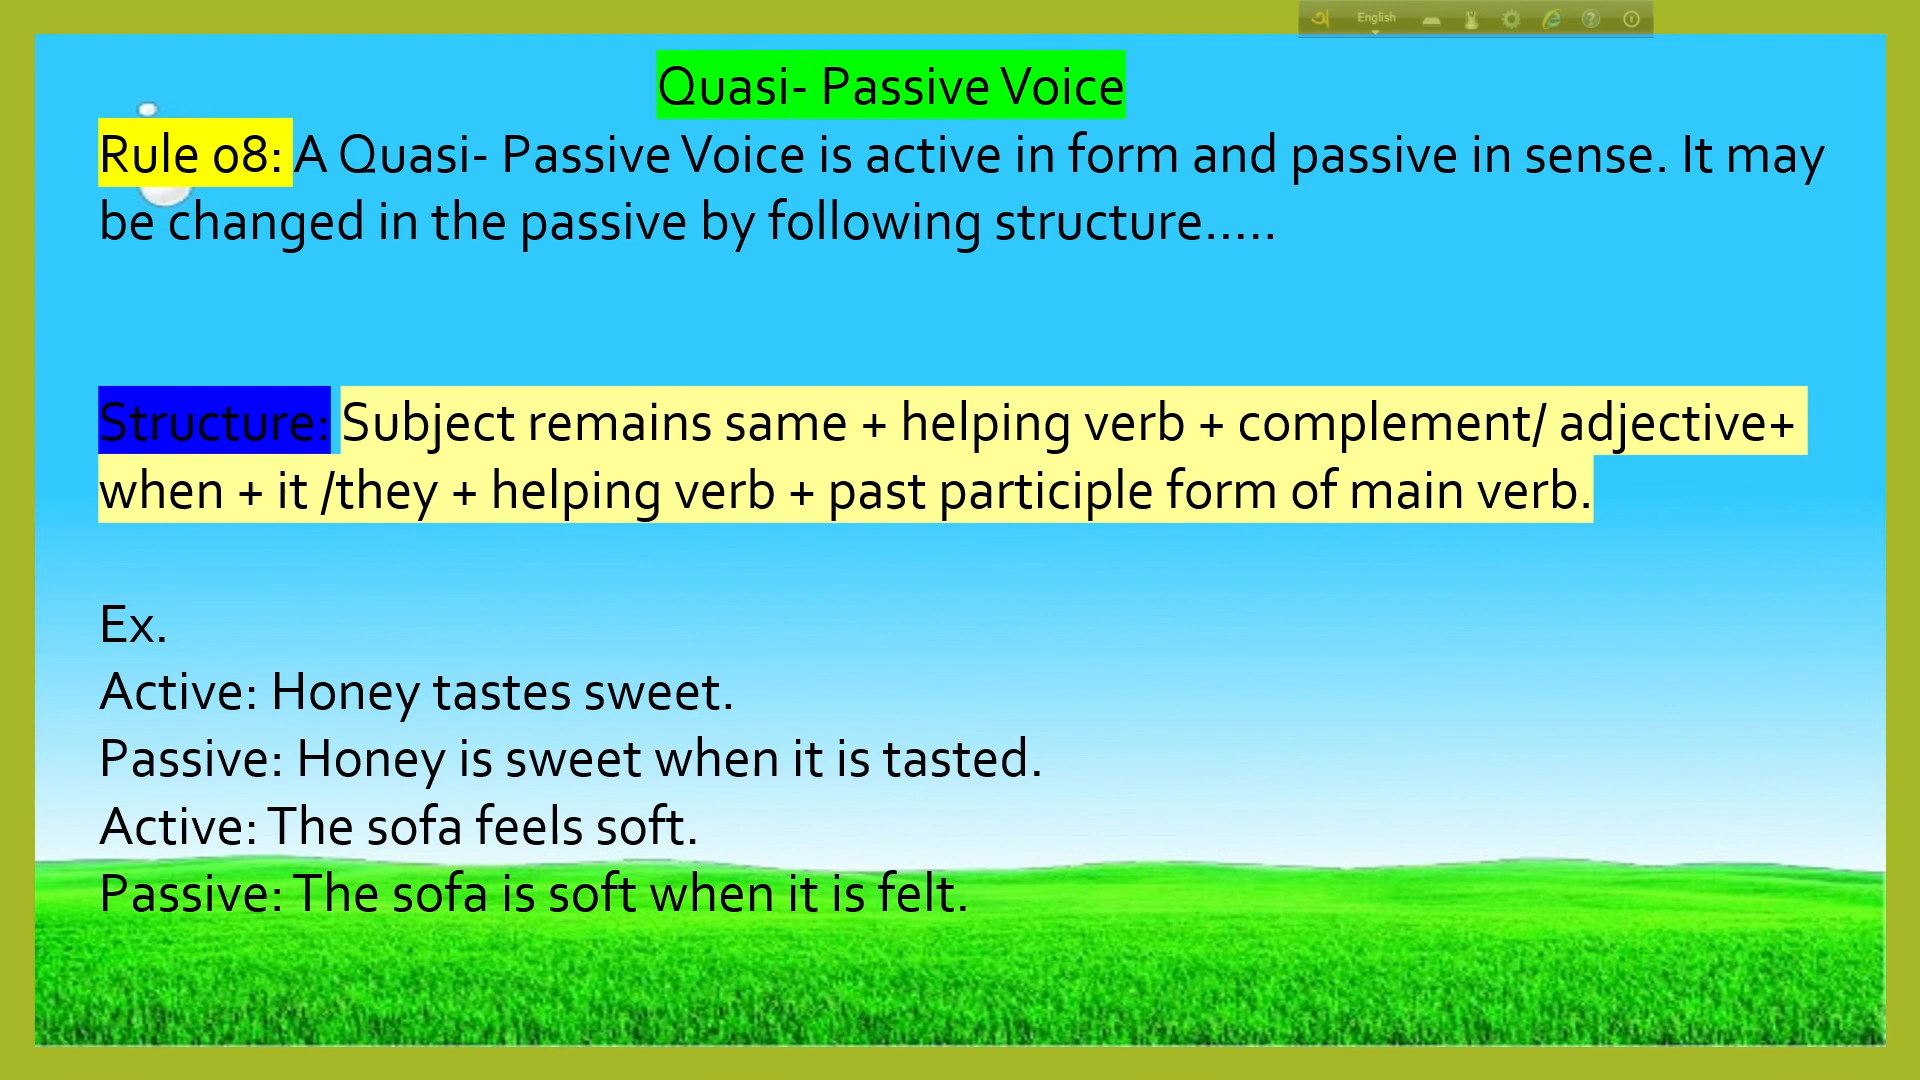 English
Quasi- Passive Voice
Rule 08: A Quasi- Passive Voice is active in form and passive in sense. It may
be changed in the passive by following structure.....
Structure: Subject remains same + helping verb + complement/ adjective+
when + it /they + helping verb + past participle form of main verb.
Ex.
Active: Honey tastes sweet.
Passive: Honey is sweet when it is tasted.
Active: The sofa feels soft.
Passive: The sofa is soft when it is felt.